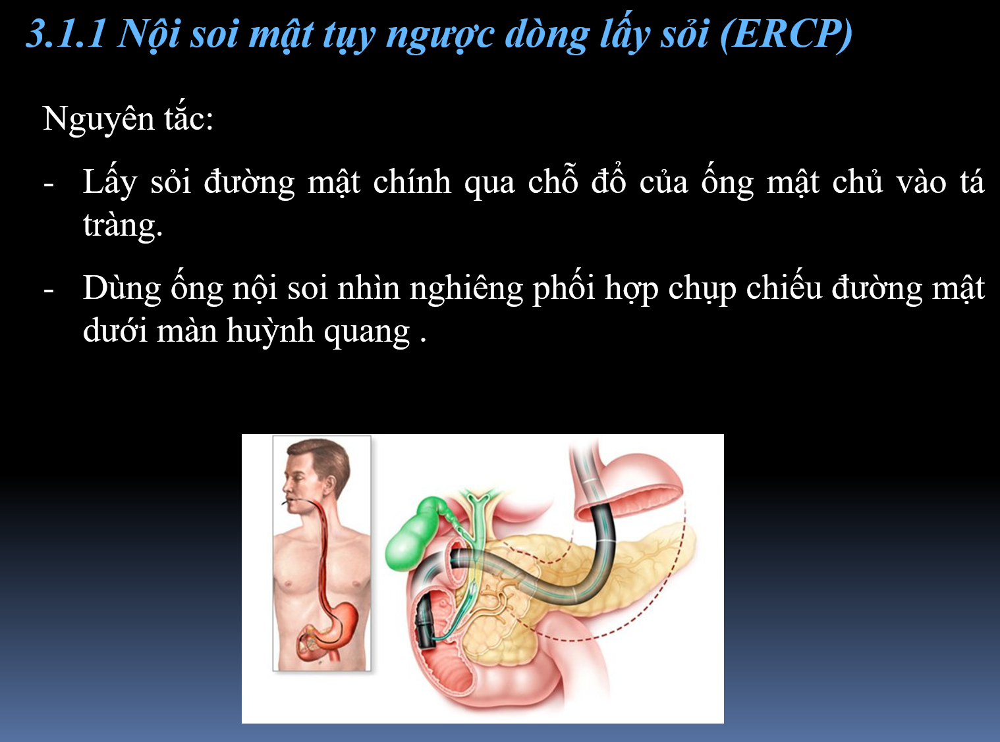 3.1.1 Nội soi mật tụy ngược dòng lấy sỏi (ERCP)
Nguyên tắc:
- Lấy sỏi đường mật chính qua chỗ đổ của ống mật chủ vào tá
tràng.
- Dùng ống nội soi nhìn nghiêng phối hợp chụp chiếu đường mật
dưới màn huỳnh quang .